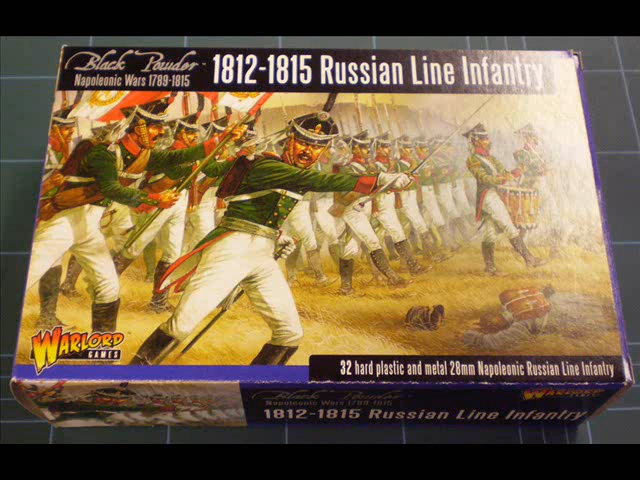 Black Powder
Napoleonic Wars 1789-1815
1812-1815 Russian Line Infantry
WARLORD
GAMES
32 hard plastic and metal 28mm Napoleonic Russian Line Infantry
Black Powder
Napoleonic Wars 1789-1815
1812-1815 Russian Line Infantry
WARLORD